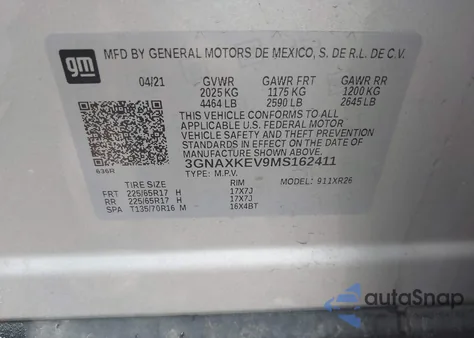 gm
MFD BY GENERAL MOTORS DE MEXICO, S. DE R.L. DE C.V.
04/21 GVWR GAWR FRT GAWR RR
2025 KG 1175 KG 1200 KG
4464 LB 2590 LB 2645 LB
THIS VEHICLE CONFORMS TO ALL
APPLICABLE U.S. FEDERAL MOTOR
VEHICLE SAFETY AND THEFT PREVENTION
STANDARDS IN EFFECT ON THE DATE
OF MANUFACTURE SHOWN ABOVE.
3GNAXKEV9MS162411
636R TYPE: M.P.V.
TIRE SIZE RIM MODEL: 911XR26
FRT 225/65R17 H 17X7J
RR 225/65R17 H 17X7J
SPA T135/70R16 M 16X4BT
autoSnap